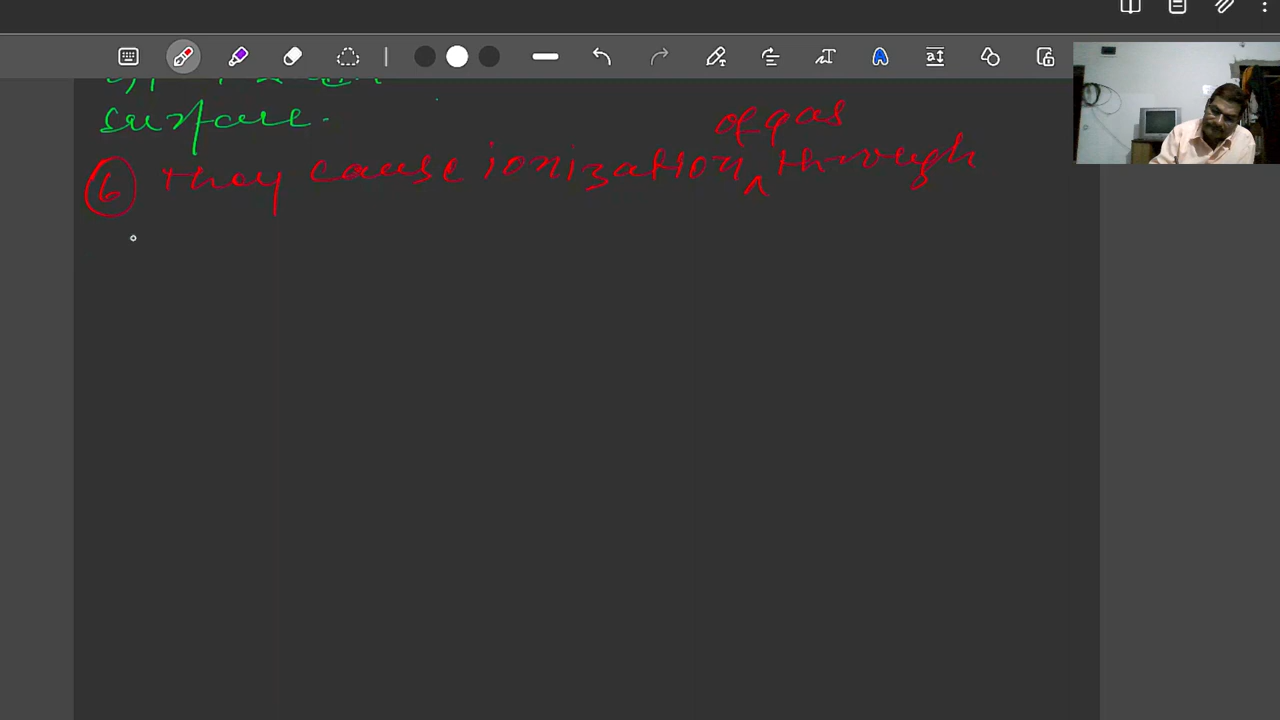 surface.
of gas
⑥ they cause ionization ^ through